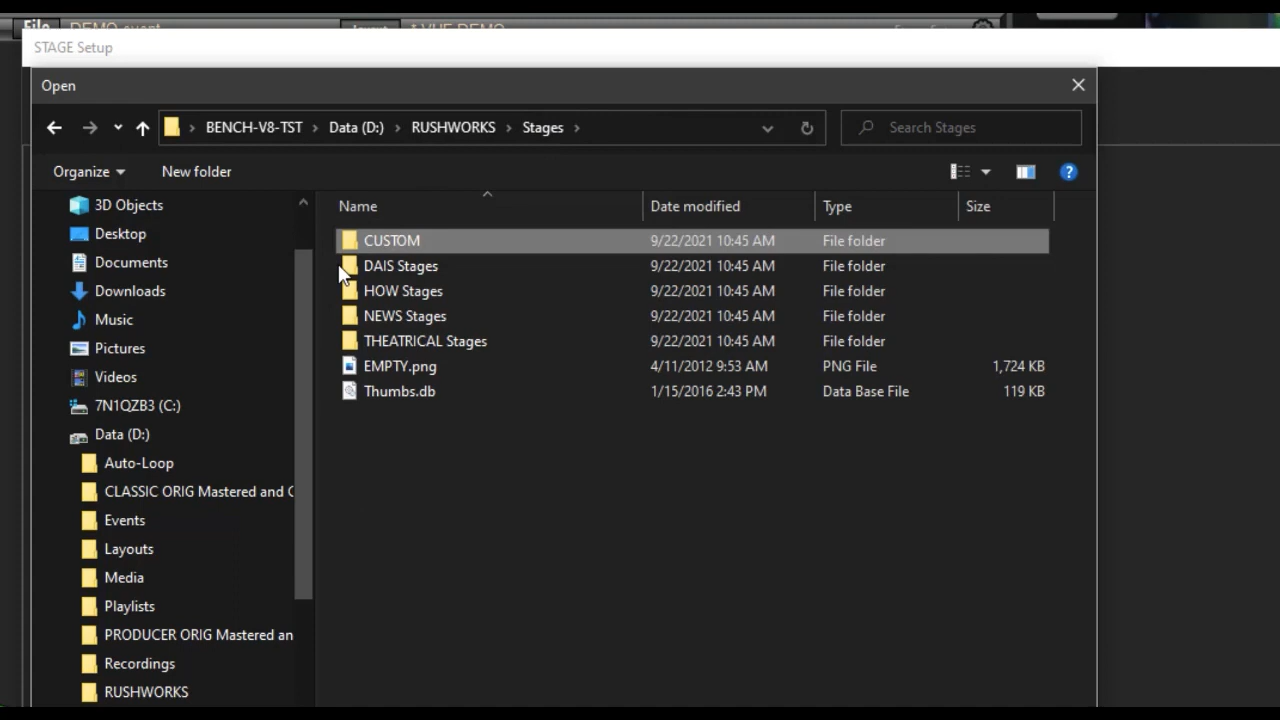 File DEMO event
STAGE Setup
Open
BENCH-V8-TST Data (D:) RUSHWORKS Stages Search Stages
Organize New folder
Name Date modified Type Size
3D Objects
Desktop
Documents
Downloads
Music
Pictures
Videos
7N1QZB3 (C:)
Data (D:)
Auto-Loop
CLASSIC ORIG Mastered and C
Events
Layouts
Media
Playlists
PRODUCER ORIG Mastered an
Recordings
RUSHWORKS
CUSTOM 9/22/2021 10:45 AM File folder
DAIS Stages 9/22/2021 10:45 AM File folder
HOW Stages 9/22/2021 10:45 AM File folder
NEWS Stages 9/22/2021 10:45 AM File folder
THEATRICAL Stages 9/22/2021 10:45 AM File folder
EMPTY.png 4/11/2012 9:53 AM PNG File 1,724 KB
Thumbs.db 1/15/2016 2:43 PM Data Base File 119 KB